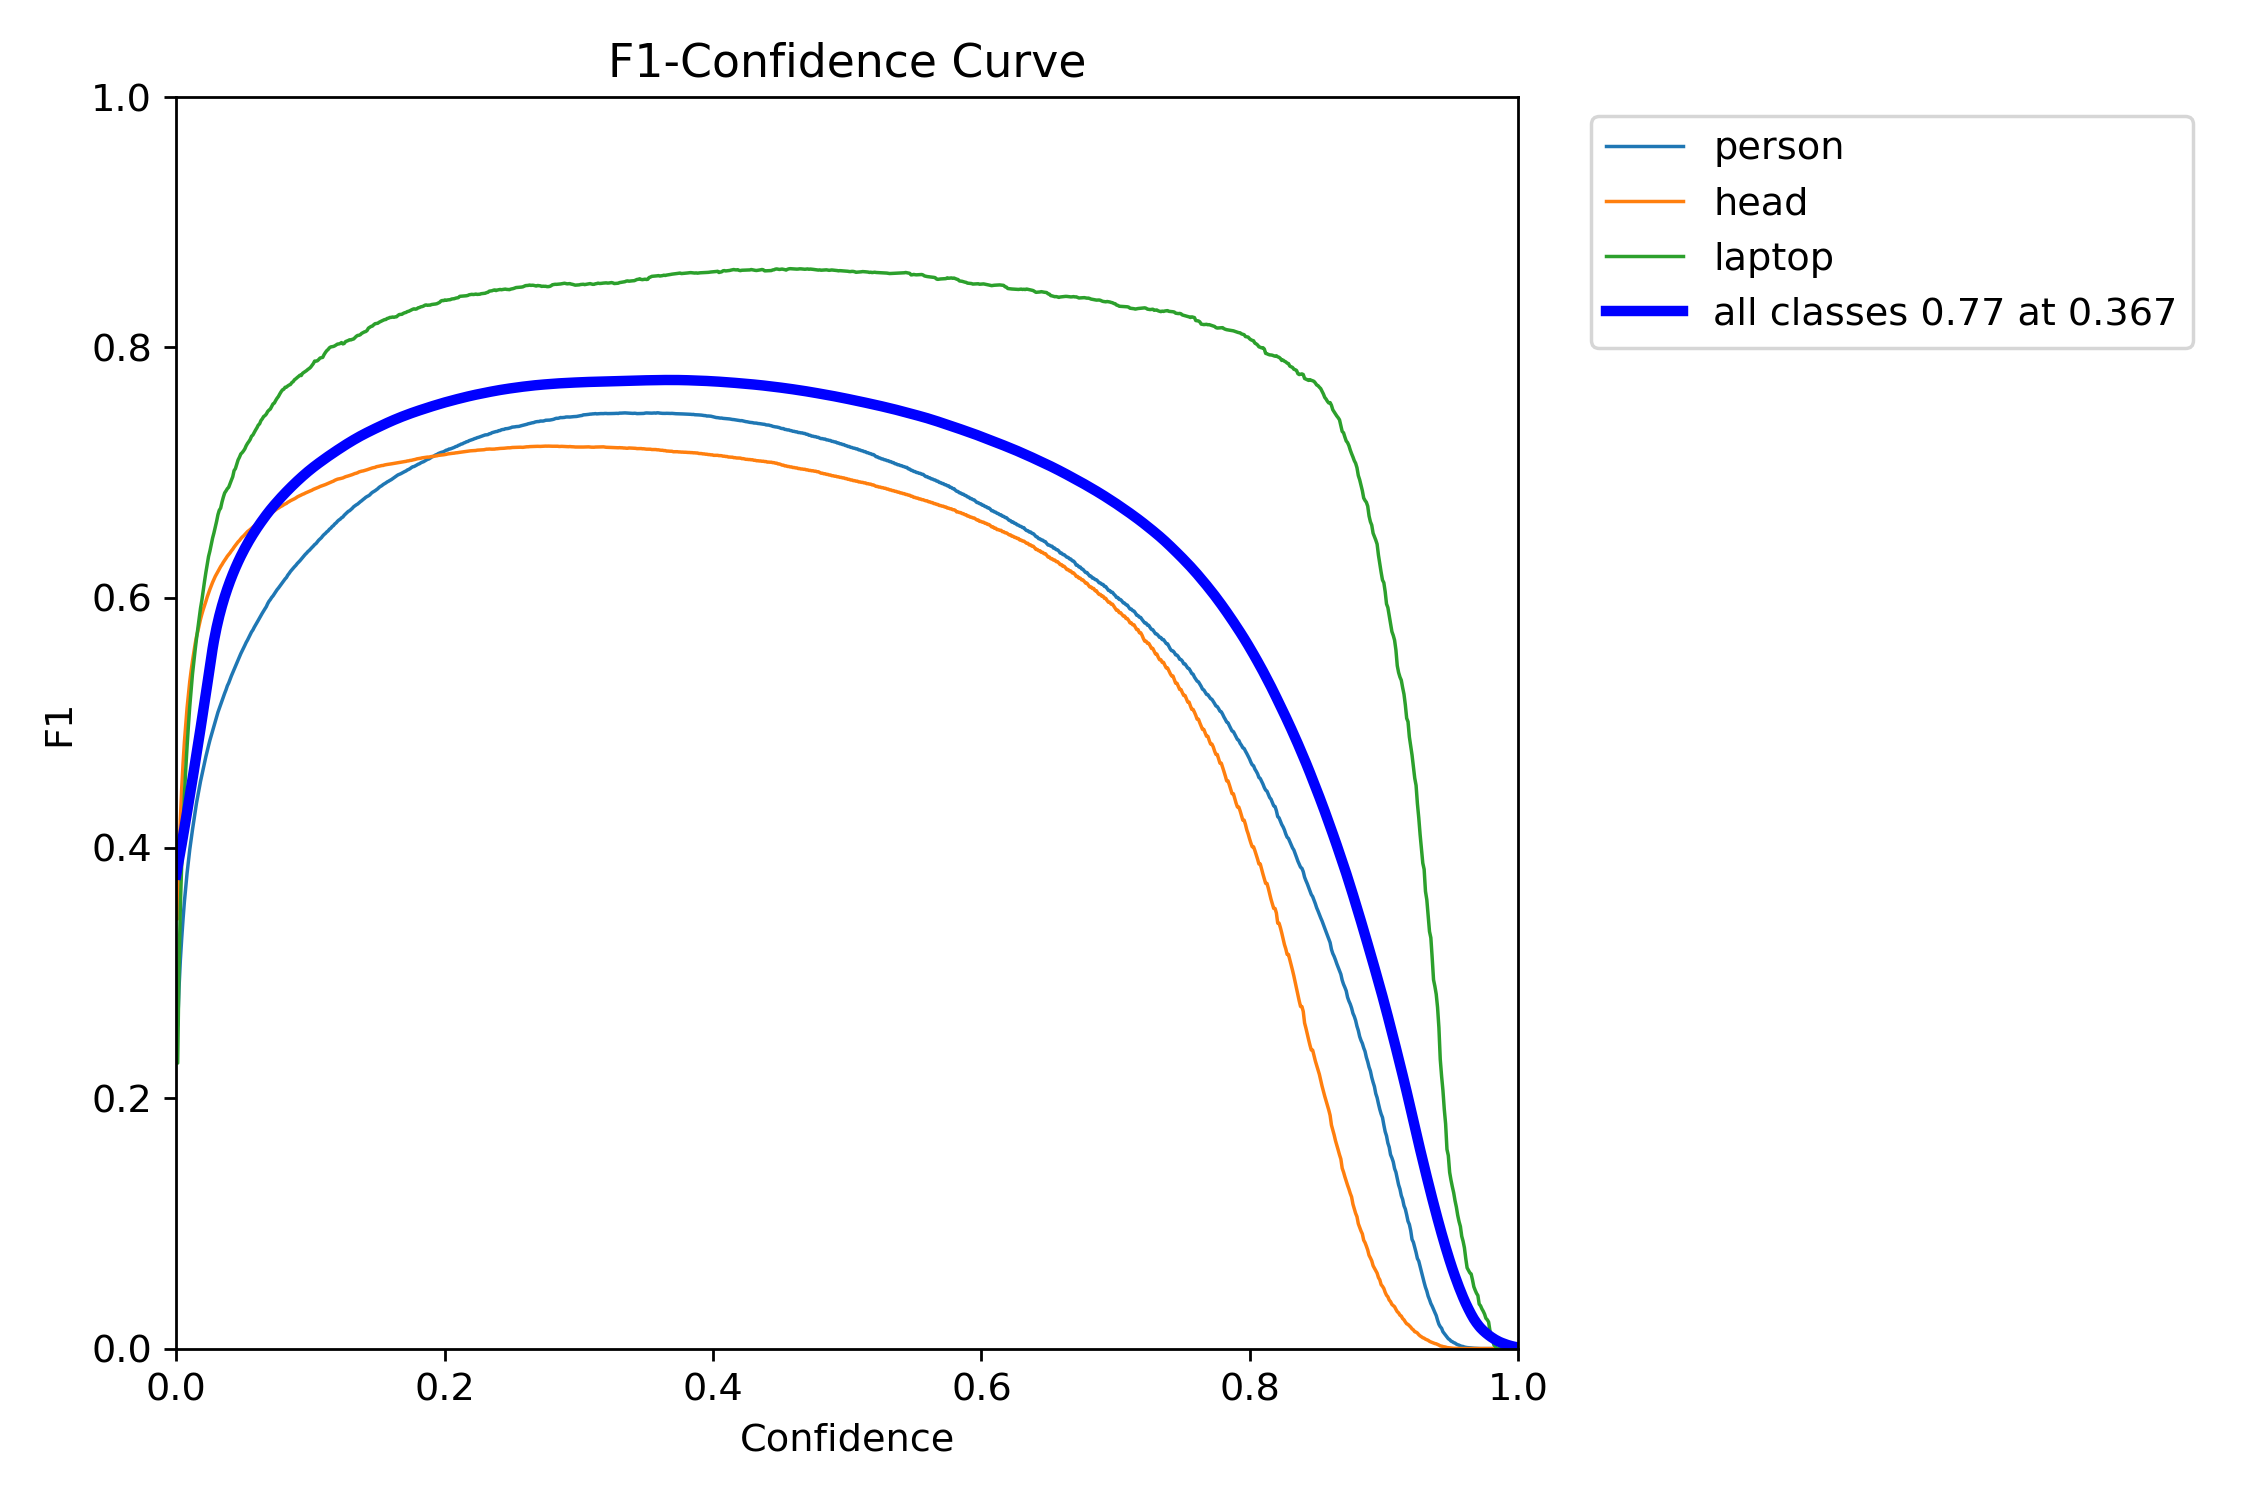 F1-Confidence Curve
1.0
0.8
0.6
0.4
0.2
0.0
F1
0.0 0.2 0.4 0.6 0.8 1.0
Confidence
person
head
laptop
all classes 0.77 at 0.367